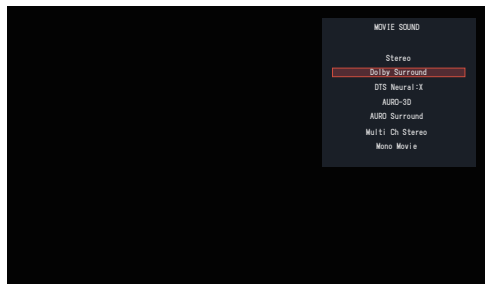 MOVIE SOUND
Stereo
Dolby Surround
DTS Neural:X
AURO-3D
AURO Surround
Multi Ch Stereo
Mono Movie